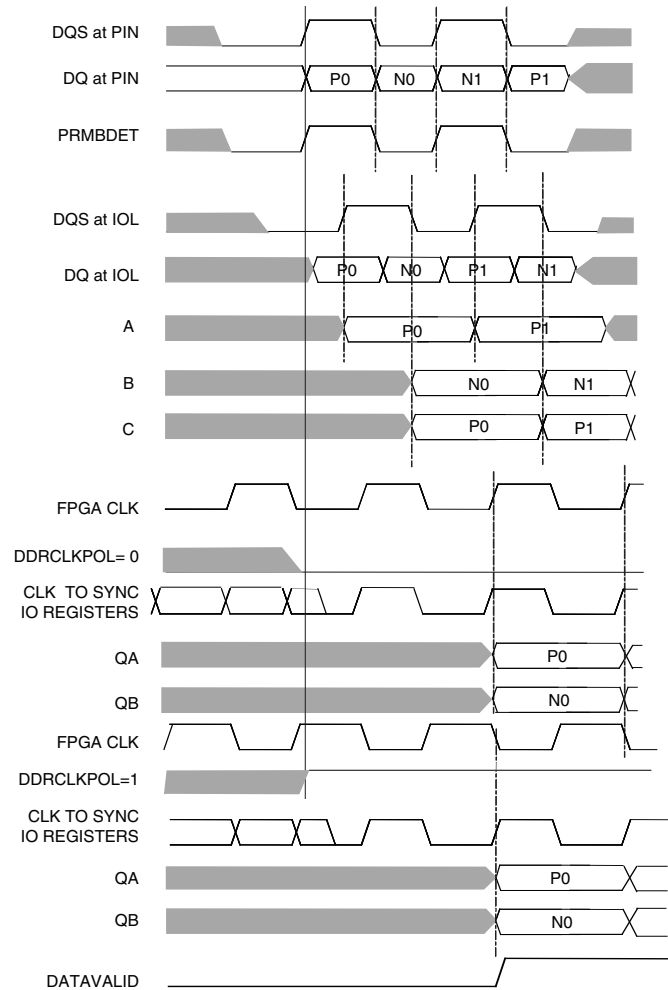 DQS at PIN
DQ at PIN P0 N0 N1 P1
PRMBDET
DQS at IOL
DQ at IOL P0 N0 P1 N1
A P0 P1
B N0 N1
C P0 P1
FPGA CLK
DDRCLKPOL= 0
CLK TO SYNC
IO REGISTERS
QA P0
QB N0
FPGA CLK
DDRCLKPOL=1
CLK TO SYNC
IO REGISTERS
QA P0
QB N0
DATAVALID